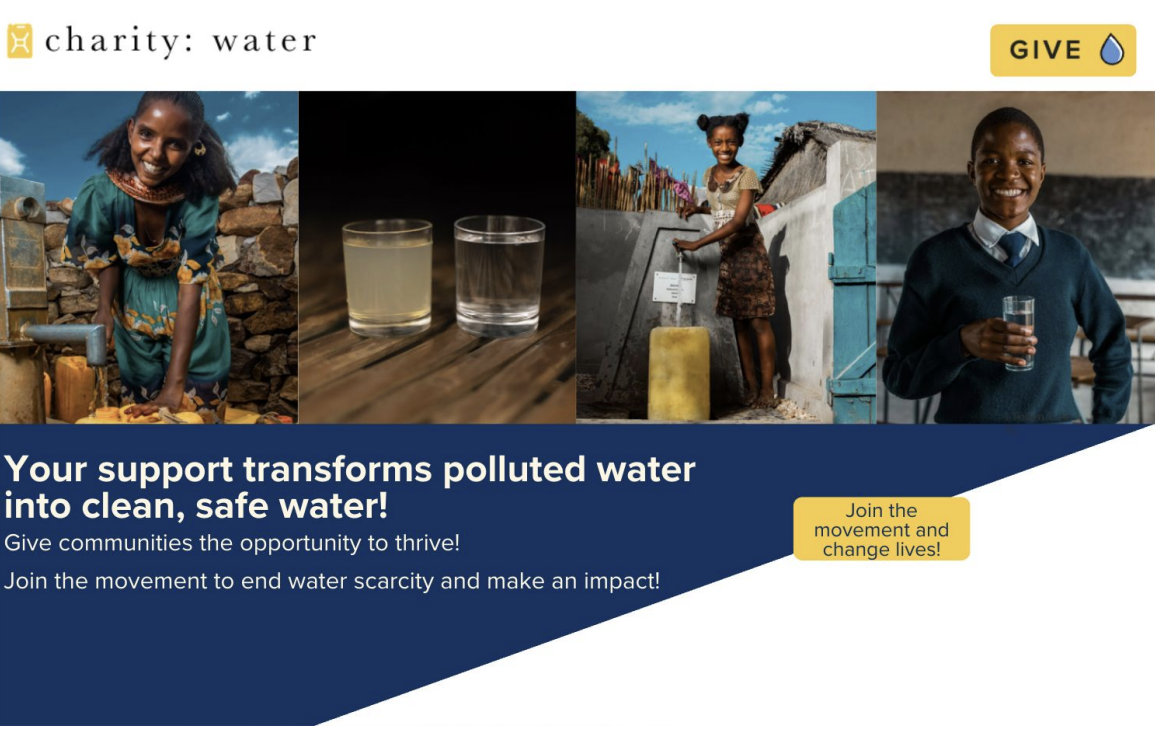 charity: water
GIVE
Your support transforms polluted water
into clean, safe water!
Give communities the opportunity to thrive!
Join the movement to end water scarcity and make an impact!
Join the
movement and
change lives!